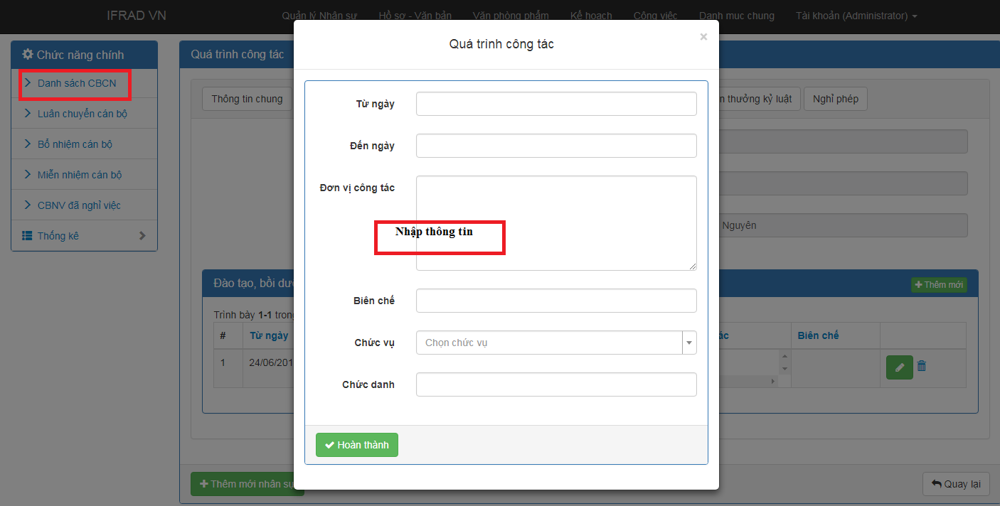 IFRAD VN
Quản lý Nhân sự Hồ sơ - Văn bản Văn phòng phẩm Kế hoạch Công việc Danh mục chung Tài khoản (Administrator)
Chức năng chính
Danh sách CBCN
Luân chuyển cán bộ
Bổ nhiệm cán bộ
Miễn nhiệm cán bộ
CBNV đã nghỉ việc
Thống kê
Quá trình công tác
Thông tin chung
thưởng kỷ luật
Nghỉ phép
Nguyên
Đào tạo, bồi
Thêm mới
Trình bày 1-1
# Từ ngày Biên chế
1 24/06/201
Thêm mới nhân sự
Quay lại
Quá trình công tác
×
Từ ngày
Đến ngày
Đơn vị công tác
Nhập thông tin
Biên chế
Chức vụ Chọn chức vụ
Chức danh
Hoàn thành